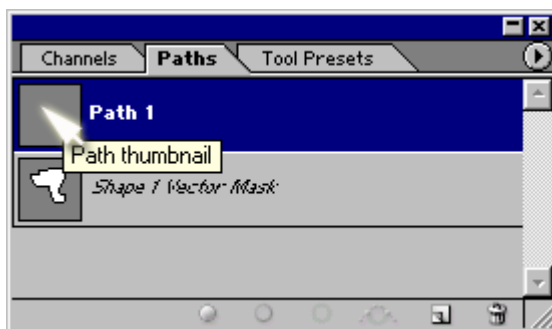 Channels Paths Tool Presets
Path 1
Path thumbnail
Shape 1 Vector Mask